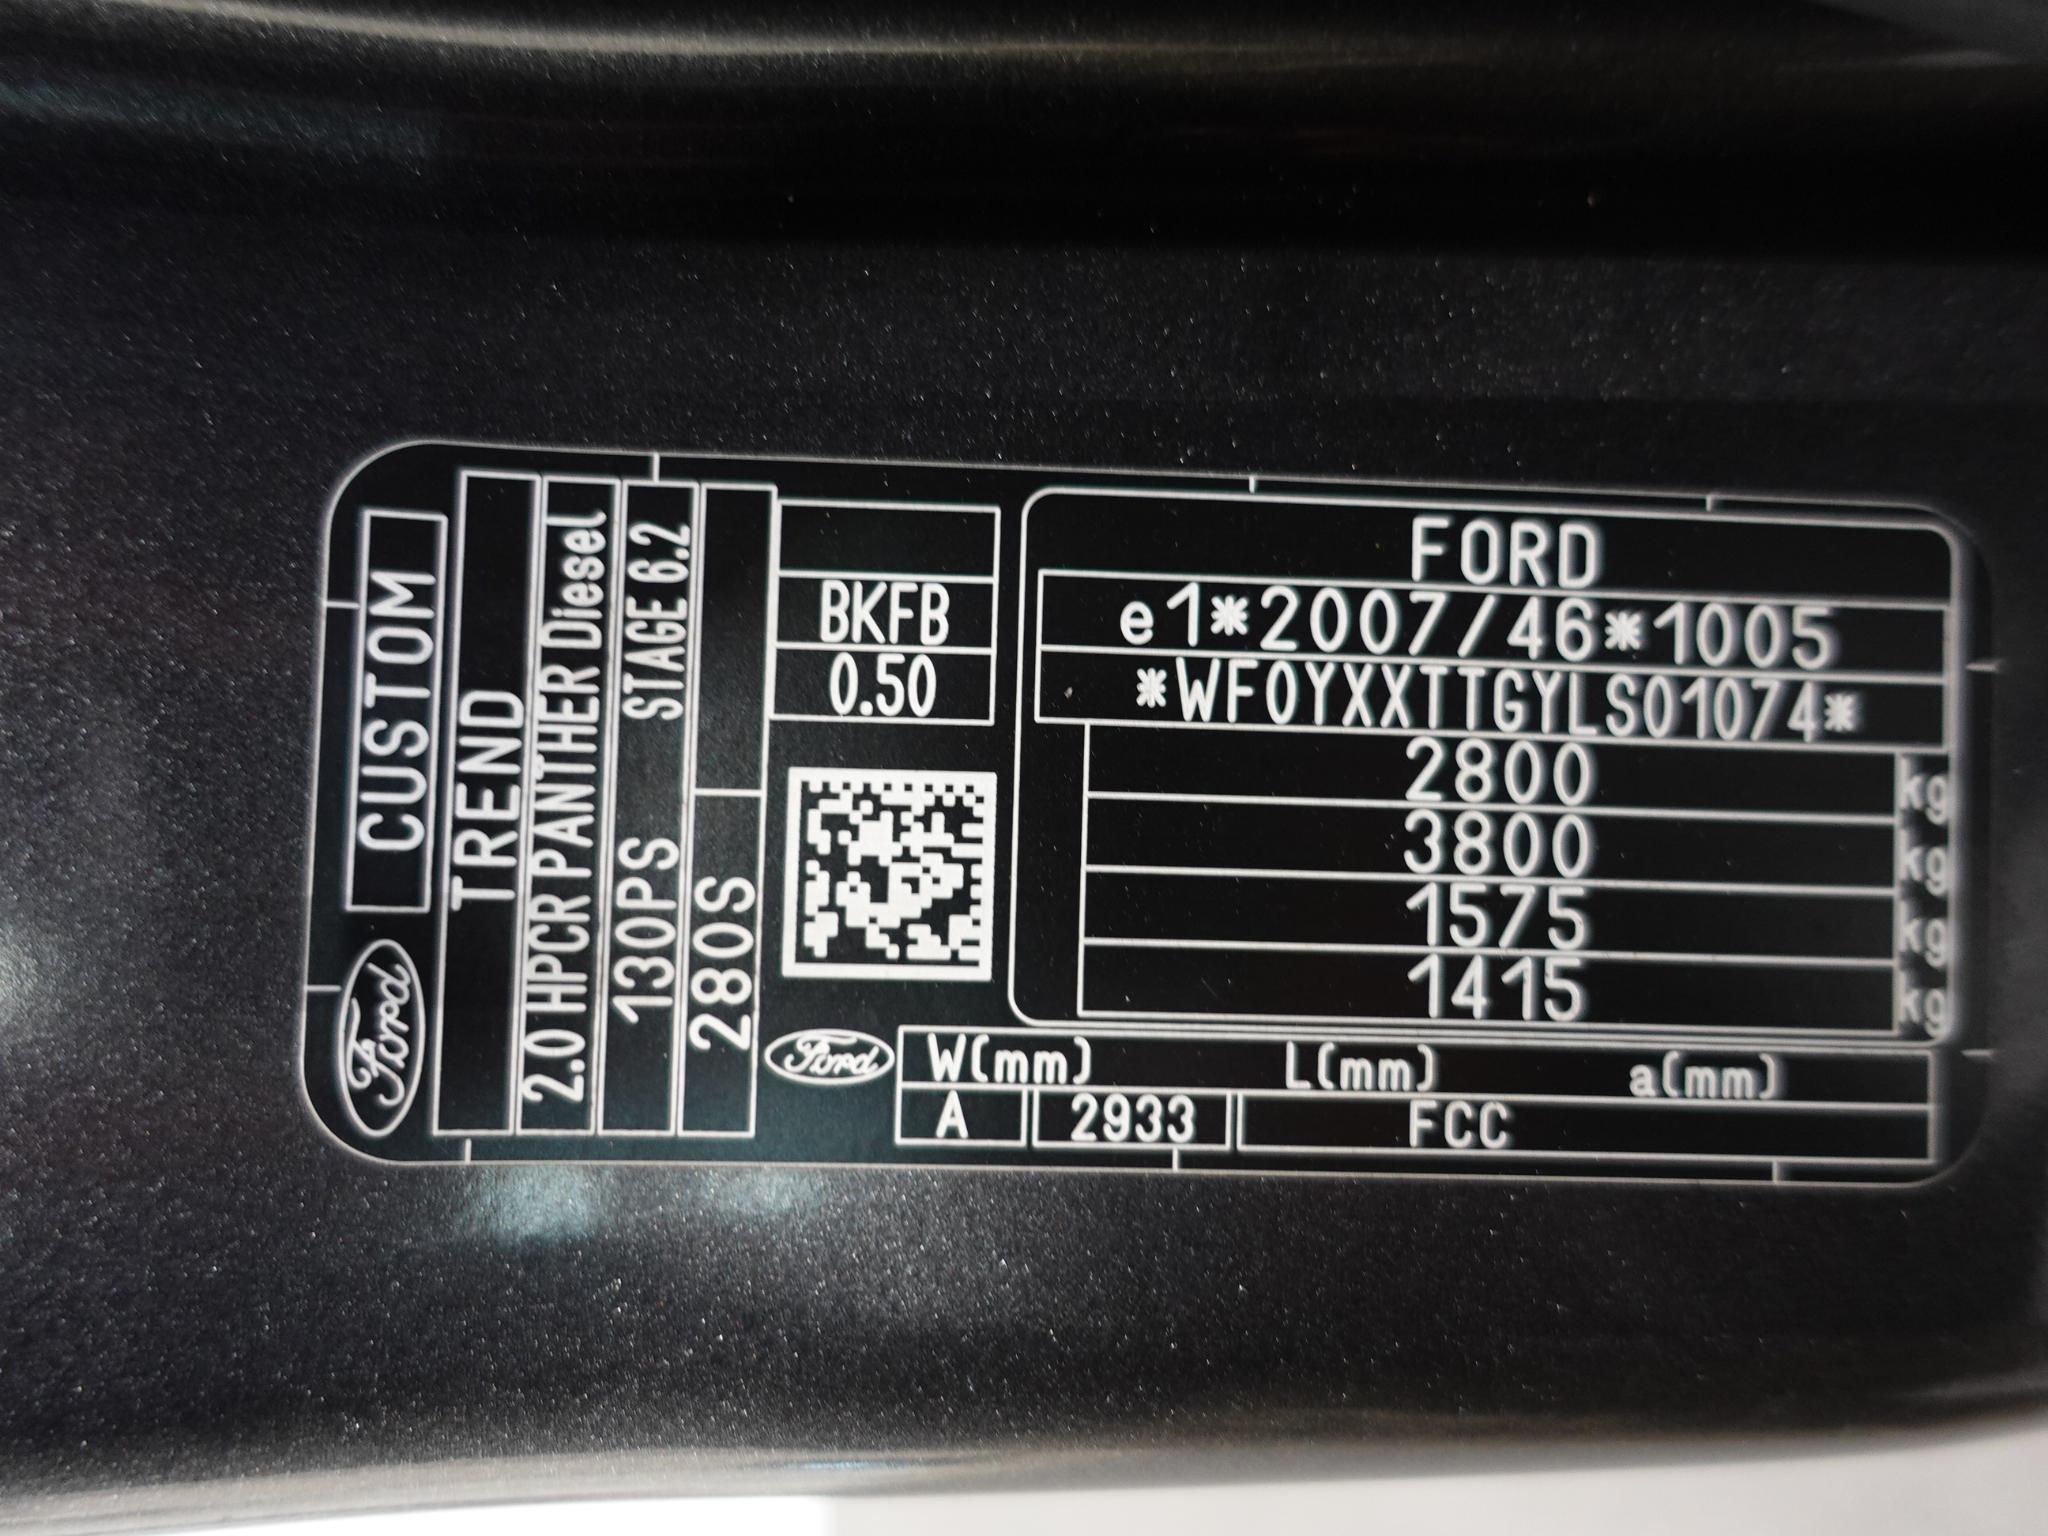 Ford
CUSTOM
TREND
2.0 HPCR PANTHER Diesel
130PS STAGE 6.2
280S
BKFB
0.50
FORD
e1*2007/46*1005
*WF0YXXTTGYLS01074*
2800 kg
3800 kg
1575 kg
1415 kg
Ford
W(mm) L(mm) a(mm)
A 2933 FCC